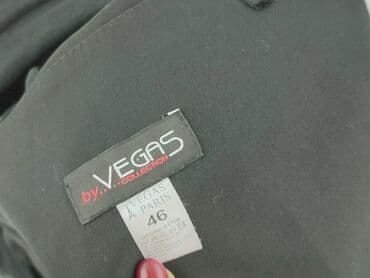 by...VEGAS
COLLECTION
VEGAS
PARIS
46